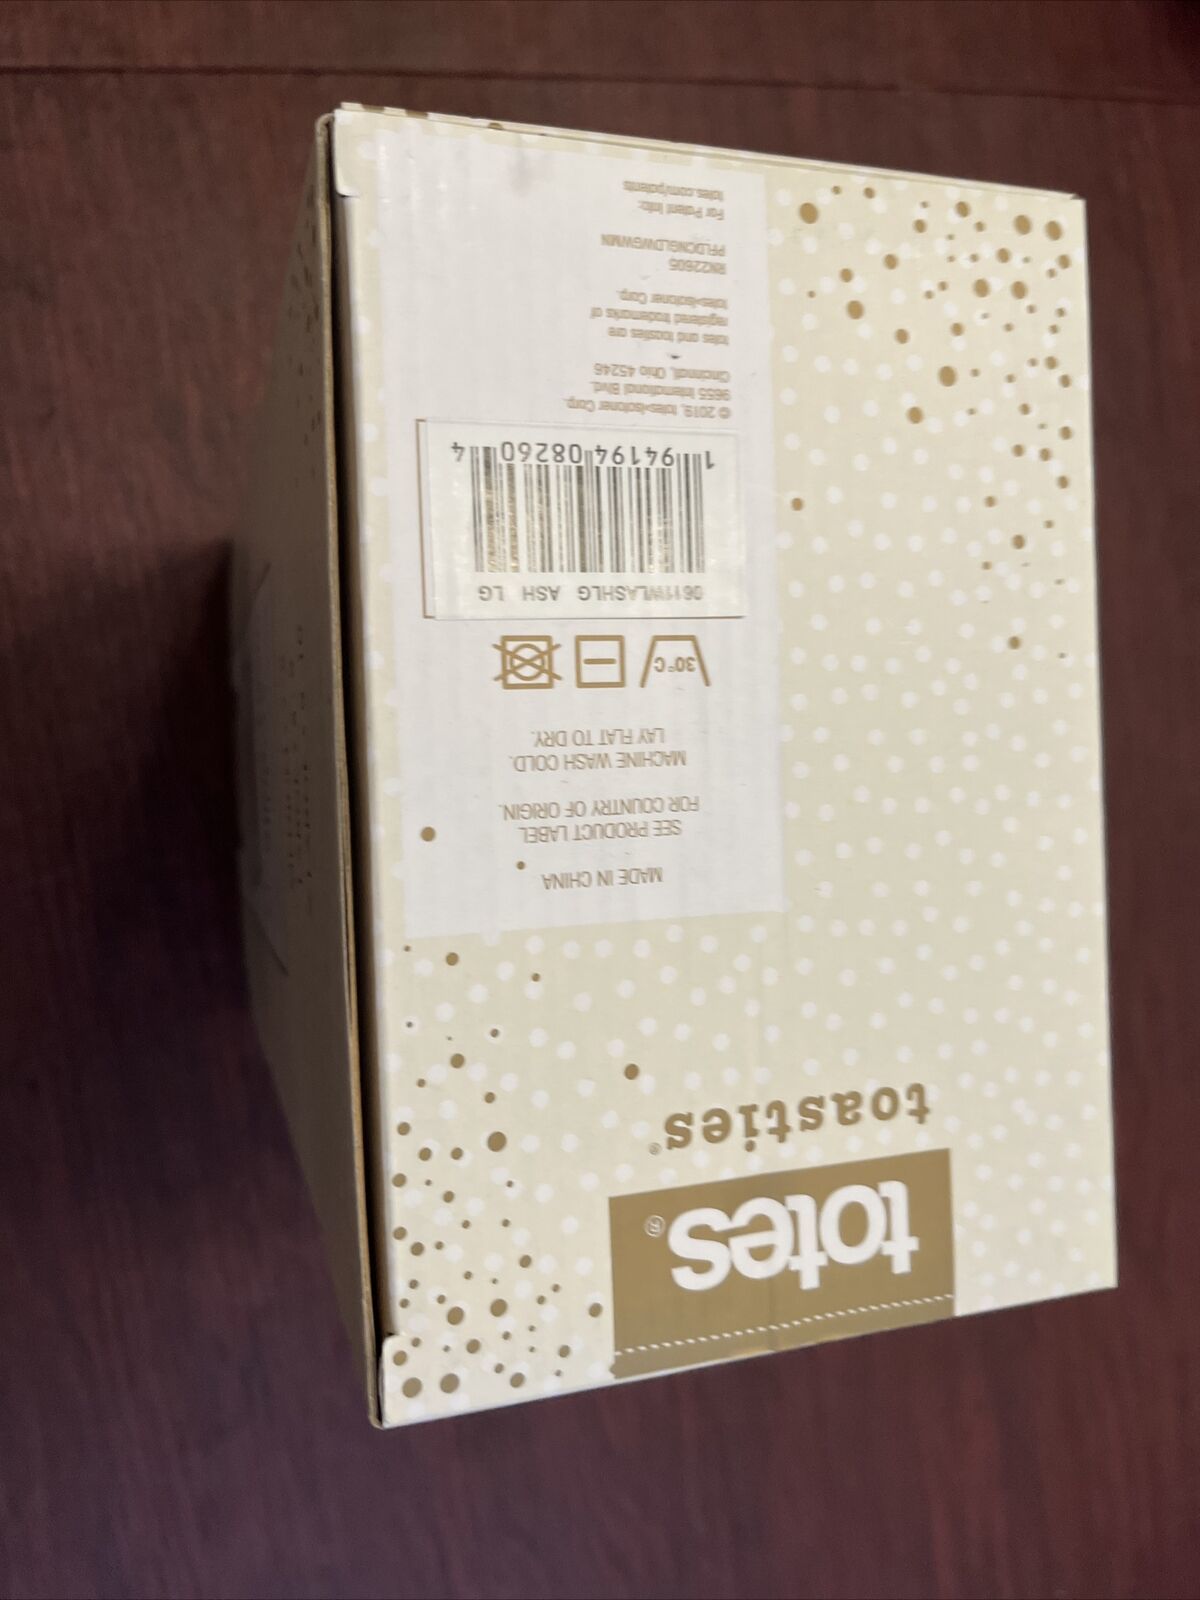 totes®
toasties®
MADE IN CHINA
SEE PRODUCT LABEL
FOR COUNTRY OF ORIGIN.
MACHINE WASH COLD.
LAY FLAT TO DRY.
30°C
0611WLASHLG ASH LG
1 94194 08260 4
© 2019, totes»Isotoner Corp.
9655 International Blvd.
Cincinnati, Ohio 45246
totes and toasties are
registered trademarks of
totes»Isotoner Corp.
RN22605
PFLDCNGLDWGWMN
For Patent Info:
totes.com/patents